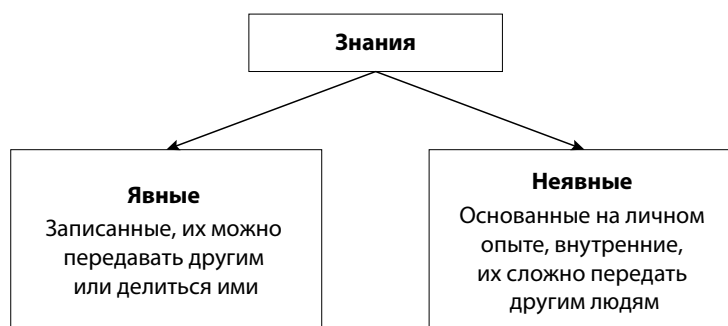 Знания
Явные
Записанные, их можно
передавать другим
или делиться ими
Неявные
Основанные на личном
опыте, внутренние,
их сложно передать
другим людям